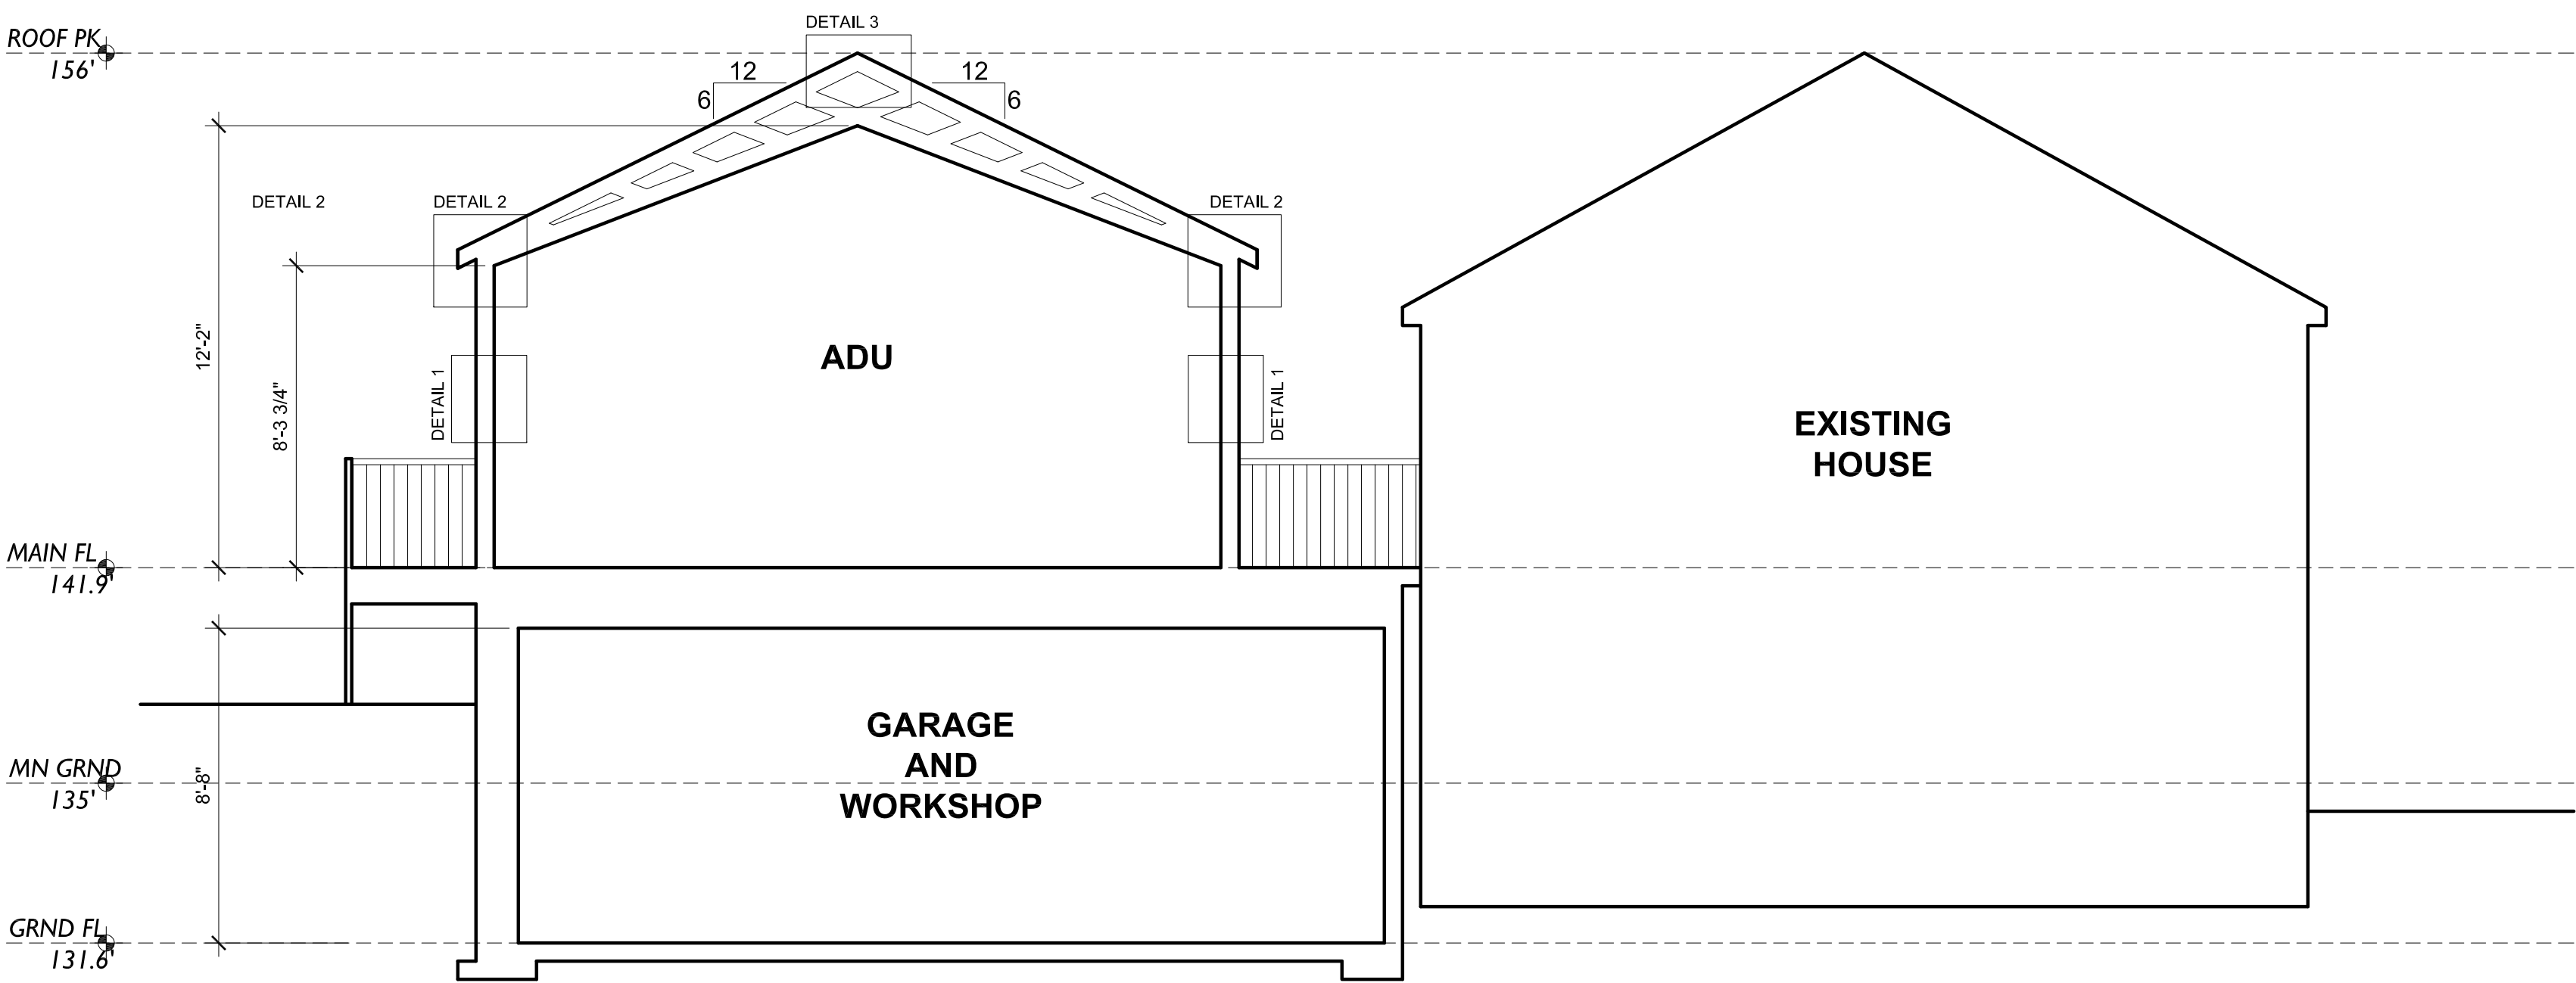 DETAIL 3
ROOF PK
156'
12
12
6
6
DETAIL 2
DETAIL 2
DETAIL 2
12'-2"
8'-3 3/4"
ADU
DETAIL 1
DETAIL 1
EXISTING
HOUSE
MAIN FL
141.9'
GARAGE
AND
WORKSHOP
MN GRND
135'
8'-8"
GRND FL
131.6'